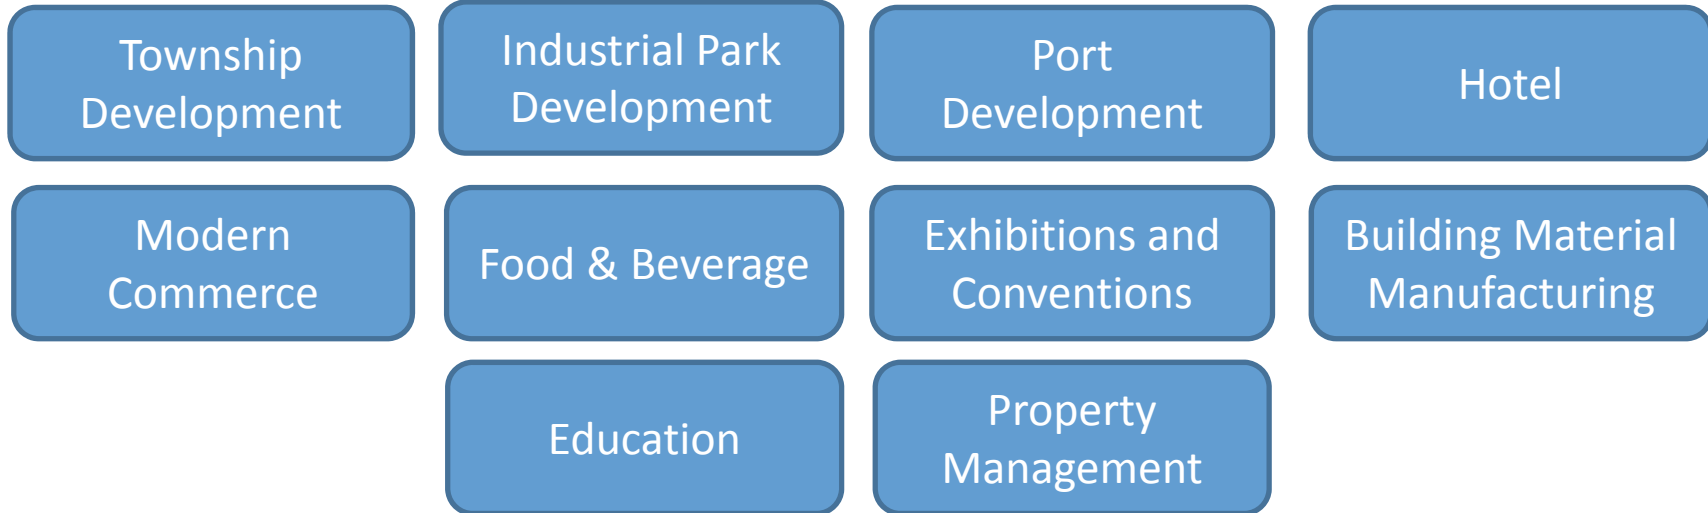 Township
Development
Industrial Park
Development
Port
Development
Hotel
Modern
Commerce
Food & Beverage
Exhibitions and
Conventions
Building Material
Manufacturing
Education
Property
Management